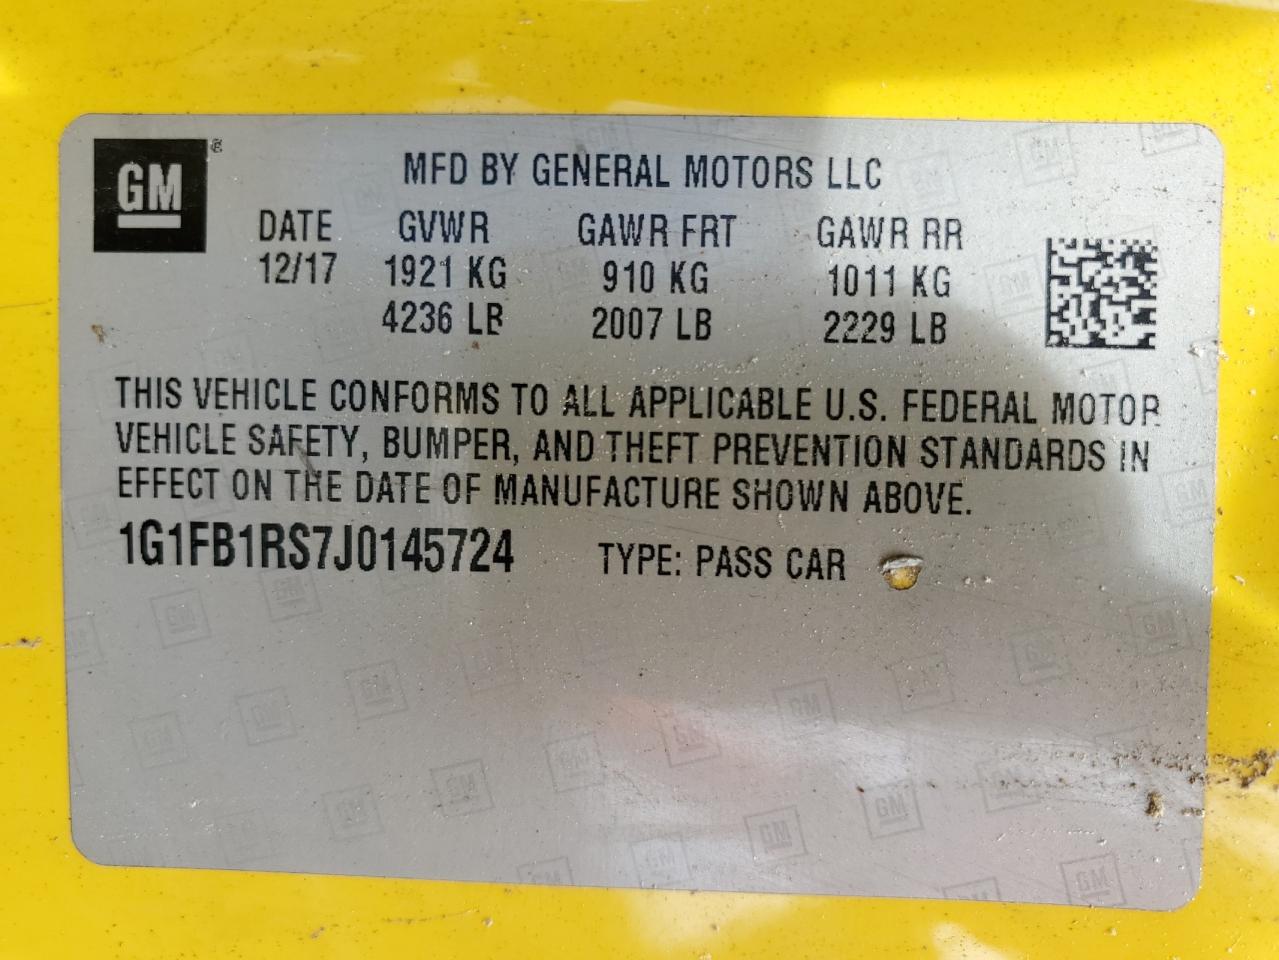 GM
MFD BY GENERAL MOTORS LLC
DATE GVWR GAWR FRT GAWR RR
12/17 1921 KG 910 KG 1011 KG
4236 LB 2007 LB 2229 LB
THIS VEHICLE CONFORMS TO ALL APPLICABLE U.S. FEDERAL MOTOR
VEHICLE SAFETY, BUMPER, AND THEFT PREVENTION STANDARDS IN
EFFECT ON THE DATE OF MANUFACTURE SHOWN ABOVE.
1G1FB1RS7J0145724 TYPE: PASS CAR